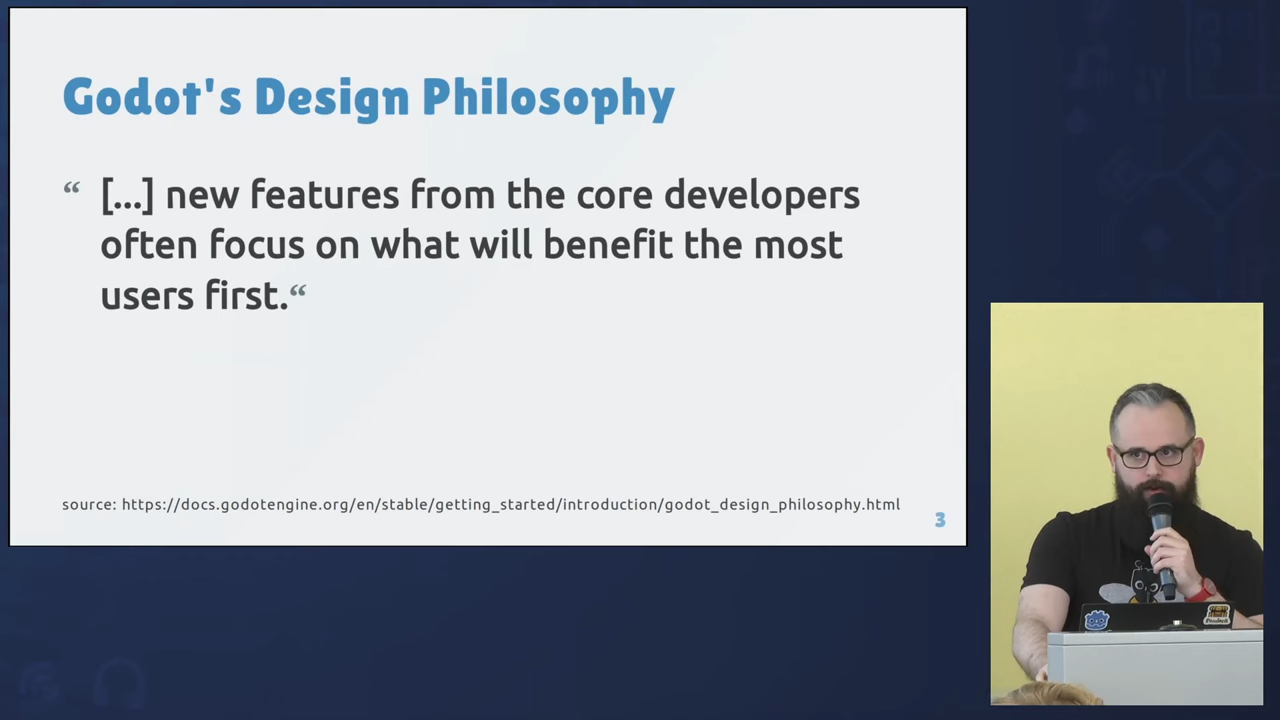 Godot's Design Philosophy
“ [...] new features from the core developers
often focus on what will benefit the most
users first.“
source: https://docs.godotengine.org/en/stable/getting_started/introduction/godot_design_philosophy.html
3